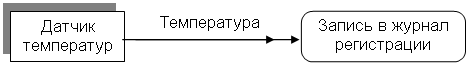 Датчик
температур
Температура
Запись в журнал
регистрации